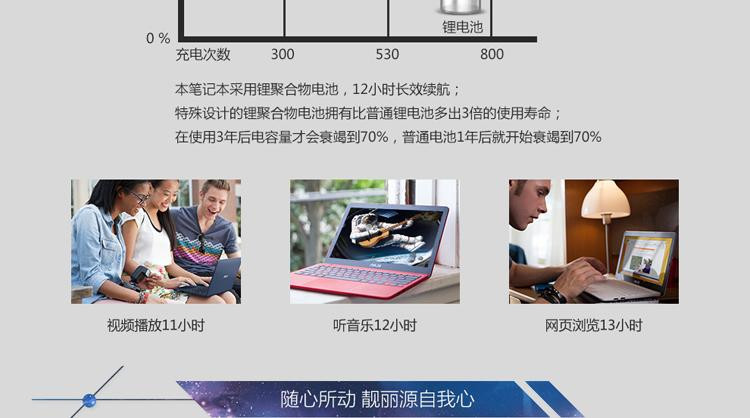 锂电池
0 %
充电次数 300 530 800
本笔记本采用锂聚合物电池，12小时长效续航；
特殊设计的锂聚合物电池拥有比普通锂电池多出3倍的使用寿命；
在使用3年后电容量才会衰竭到70%，普通电池1年后就开始衰竭到70%
视频播放11小时 听音乐12小时 网页浏览13小时
随心所动 靓丽源自我心